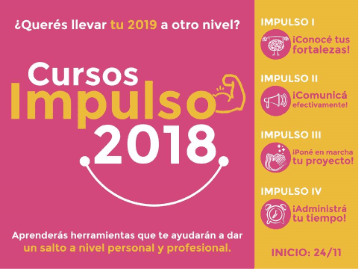 ¿Querés llevar tu 2019 a otro nivel?
Cursos
Impulso
.2018.
Aprenderás herramientas que te ayudarán a dar
un salto a nivel personal y profesional.
IMPULSO I
¡Conocé tus
fortalezas!
IMPULSO II
¡Comunicá
efectivamente!
IMPULSO III
¡Poné en marcha
tu proyecto!
IMPULSO IV
¡Administrá
tu tiempo!
INICIO: 24/11